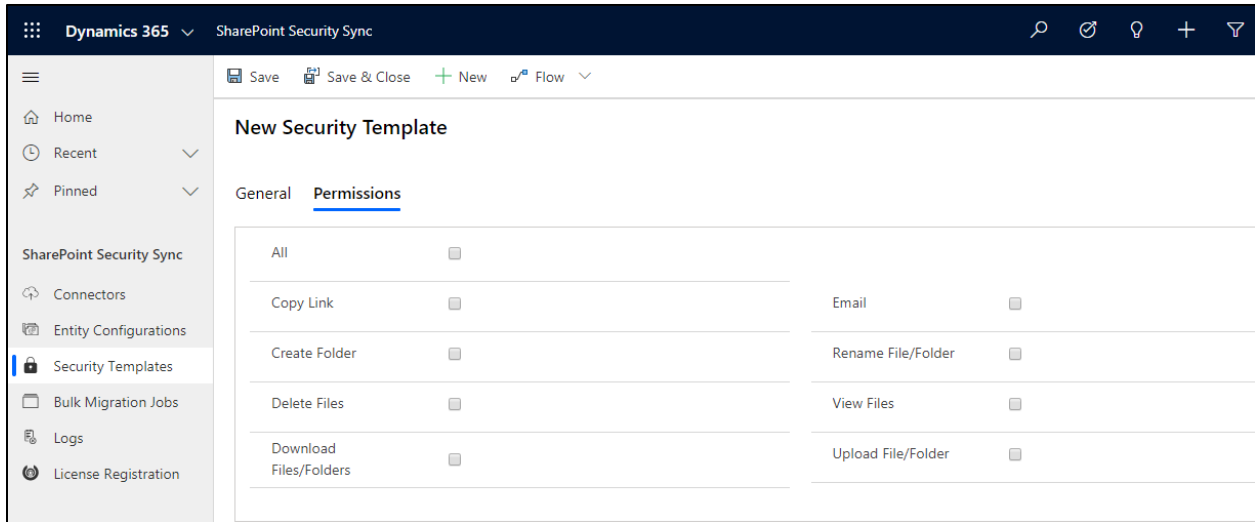 Dynamics 365 SharePoint Security Sync
Save Save & Close New Flow
Home
Recent
Pinned
SharePoint Security Sync
Connectors
Entity Configurations
Security Templates
Bulk Migration Jobs
Logs
License Registration
New Security Template
General Permissions
All
Copy Link Email
Create Folder Rename File/Folder
Delete Files View Files
Download
Files/Folders
Upload File/Folder